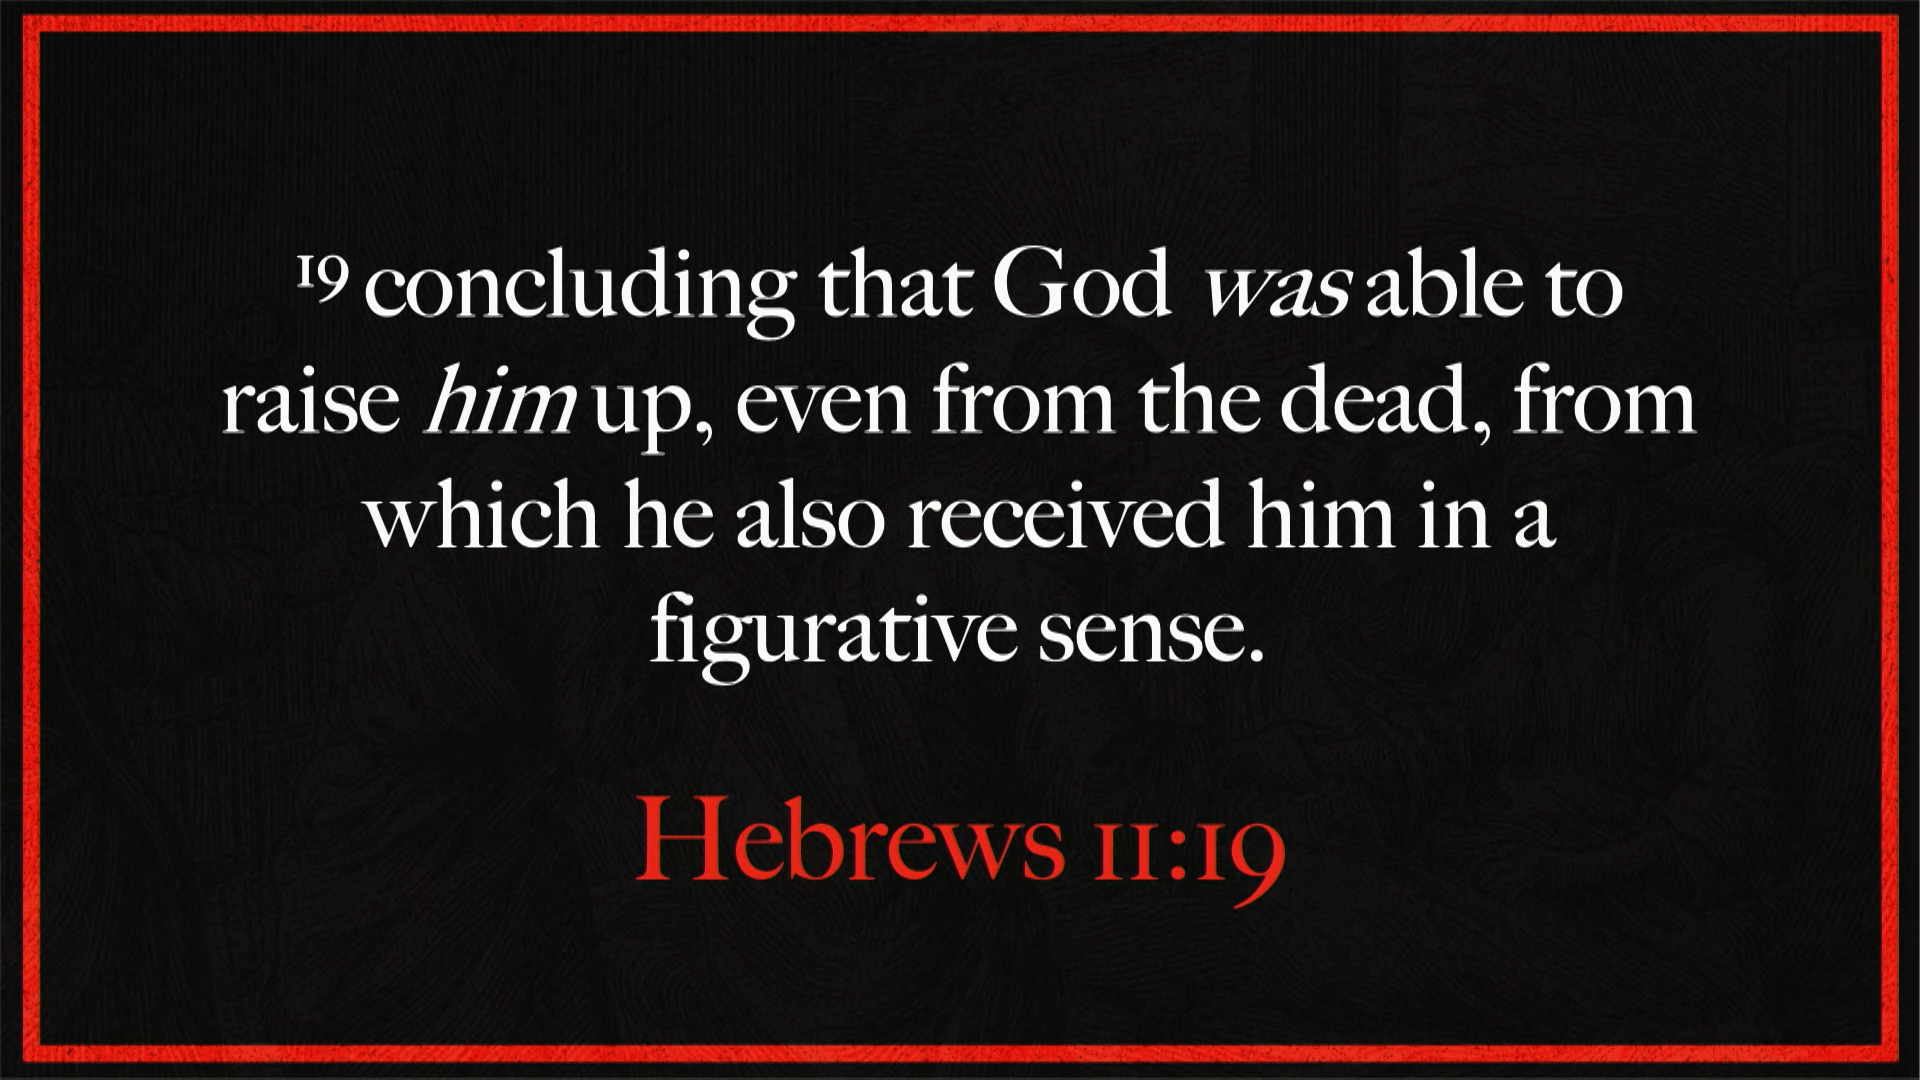 19 concluding that God was able to
raise him up, even from the dead, from
which he also received him in a
figurative sense.
Hebrews 11:19